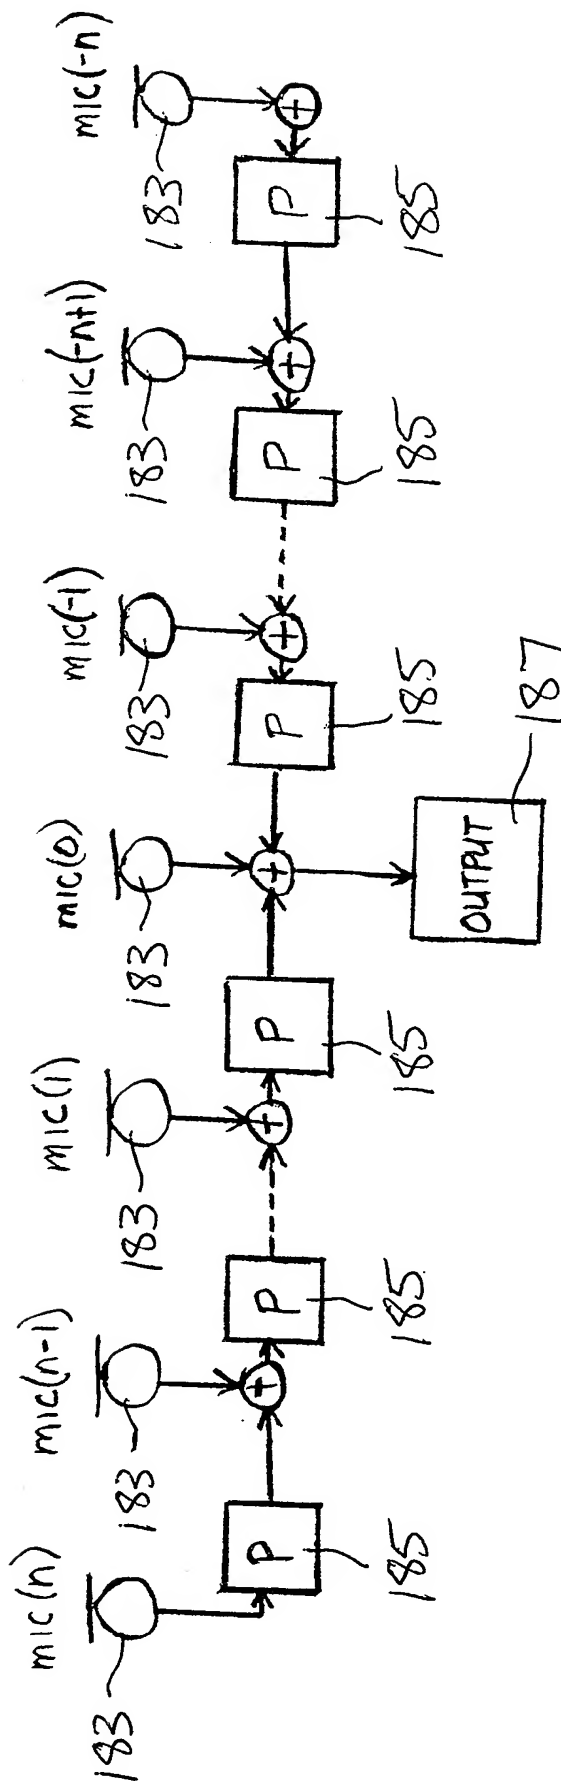 mic(n) mic(n-1) mic(1) mic(0) mic(-1) mic(-n+1) mic(-n)
183 183 183 183 183 183 183
+ + + + + +
P P P P P P
185 185 185 185 185 185
OUTPUT
187